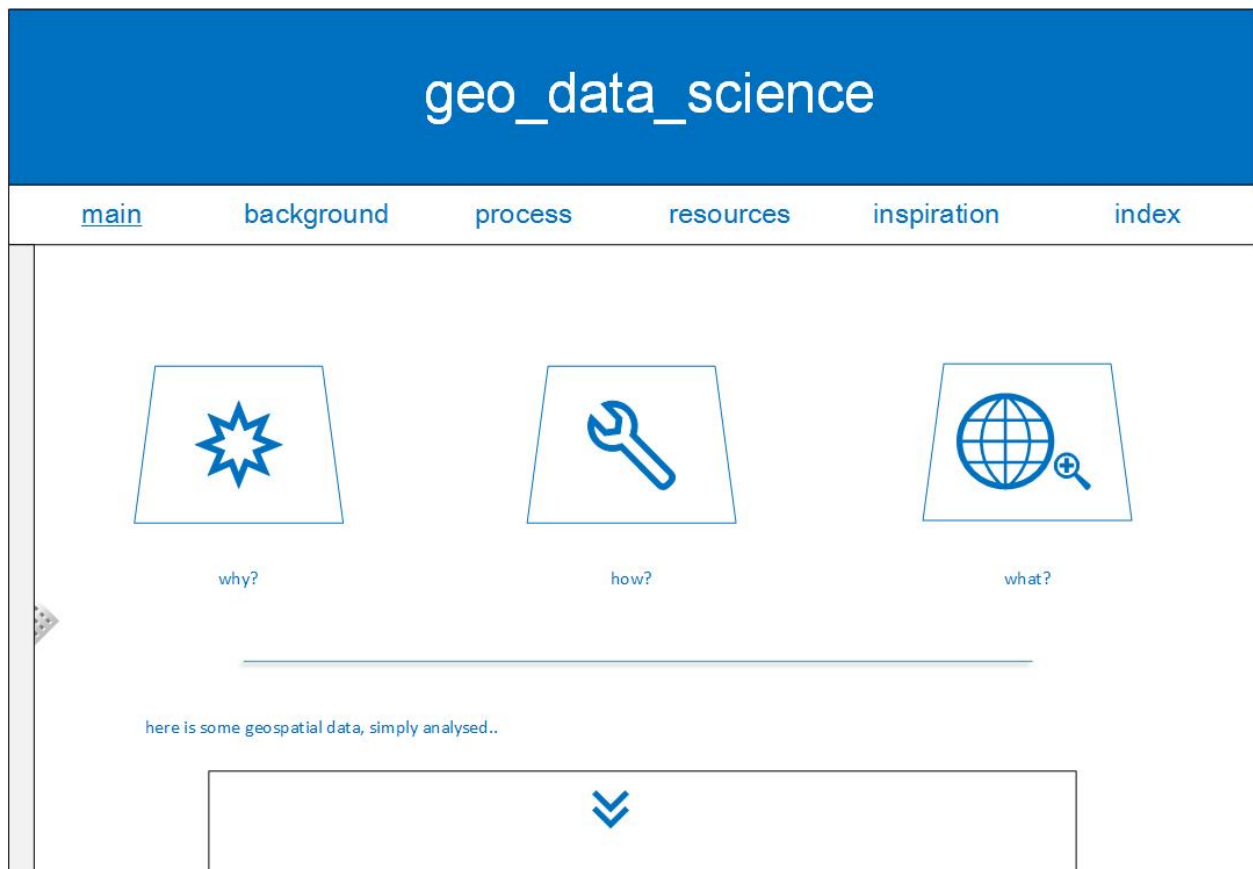 geo_data_science
main background process resources inspiration index
why? how? what?
here is some geospatial data, simply analysed..